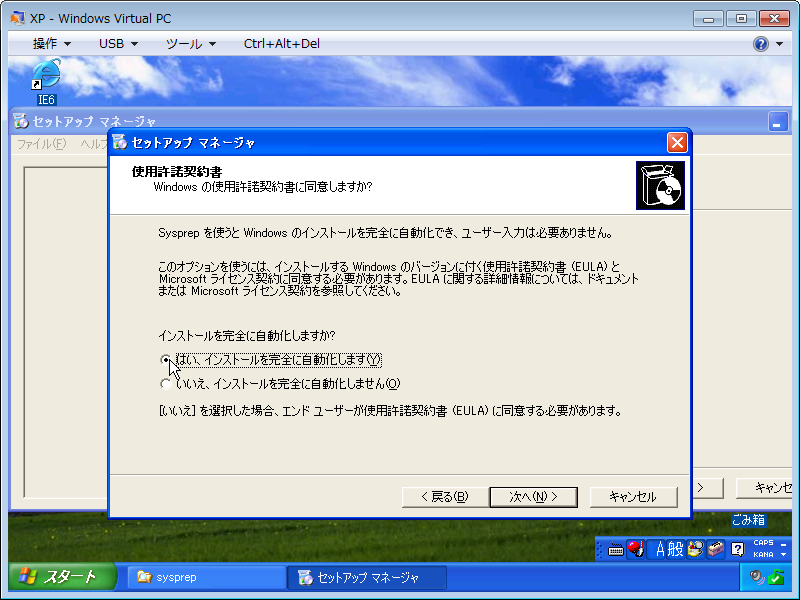 XP - Windows Virtual PC
操作 USB ツール Ctrl+Alt+Del
IE6
セットアップ マネージャ
ファイル(F) ヘルプ
セットアップ マネージャ
使用許諾契約書
Windows の使用許諾契約書に同意しますか?
Sysprep を使うと Windows のインストールを完全に自動化でき、ユーザー入力は必要ありません。
このオプションを使うには、インストールする Windows のバージョンに付く使用許諾契約書 (EULA) と
Microsoft ライセンス契約に同意する必要があります。EULA に関する詳細情報については、ドキュメント
または Microsoft ライセンス契約を参照してください。
インストールを完全に自動化しますか?
はい、インストールを完全に自動化します(Y)
いいえ、インストールを完全に自動化しません(O)
[いいえ] を選択した場合、エンド ユーザーが使用許諾契約書 (EULA) に同意する必要があります。
< 戻る(B) 次へ(N) > キャンセル
> キャンセ
ごみ箱
A 般 CAPS
KANA
スタート sysprep セットアップ マネージャ